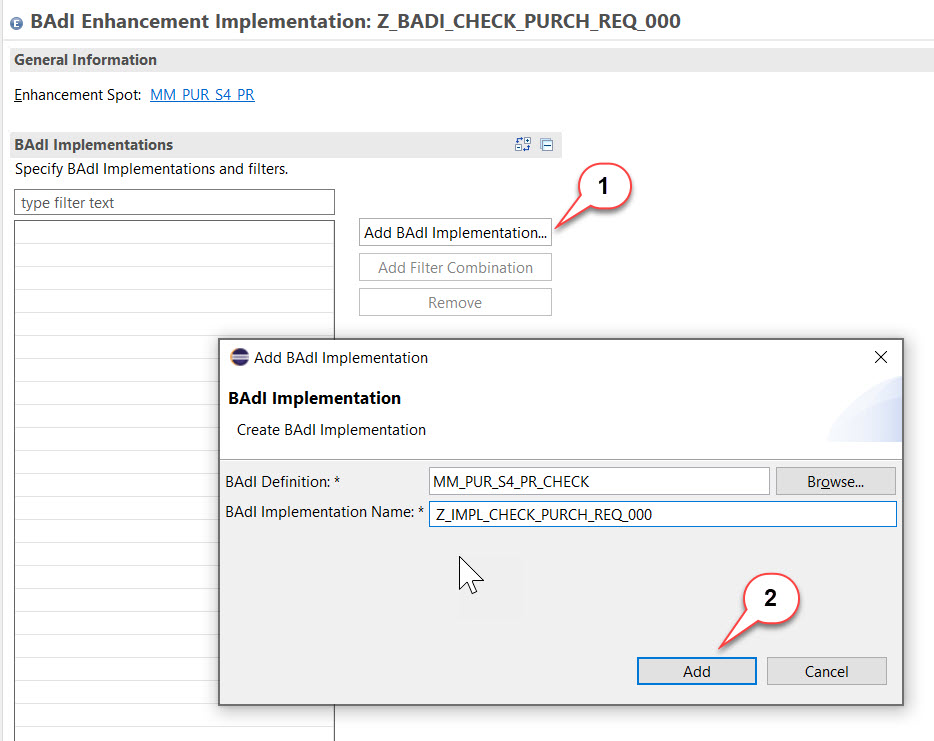 BAdI Enhancement Implementation: Z_BADI_CHECK_PURCH_REQ_000
General Information
Enhancement Spot: MM_PUR_S4_PR
BAdI Implementations
Specify BAdI Implementations and filters.
type filter text
1
Add BAdI Implementation...
Add Filter Combination
Remove
Add BAdI Implementation
BAdI Implementation
Create BAdI Implementation
BAdI Definition: * MM_PUR_S4_PR_CHECK Browse...
BAdI Implementation Name: * Z_IMPL_CHECK_PURCH_REQ_000
2
Add Cancel